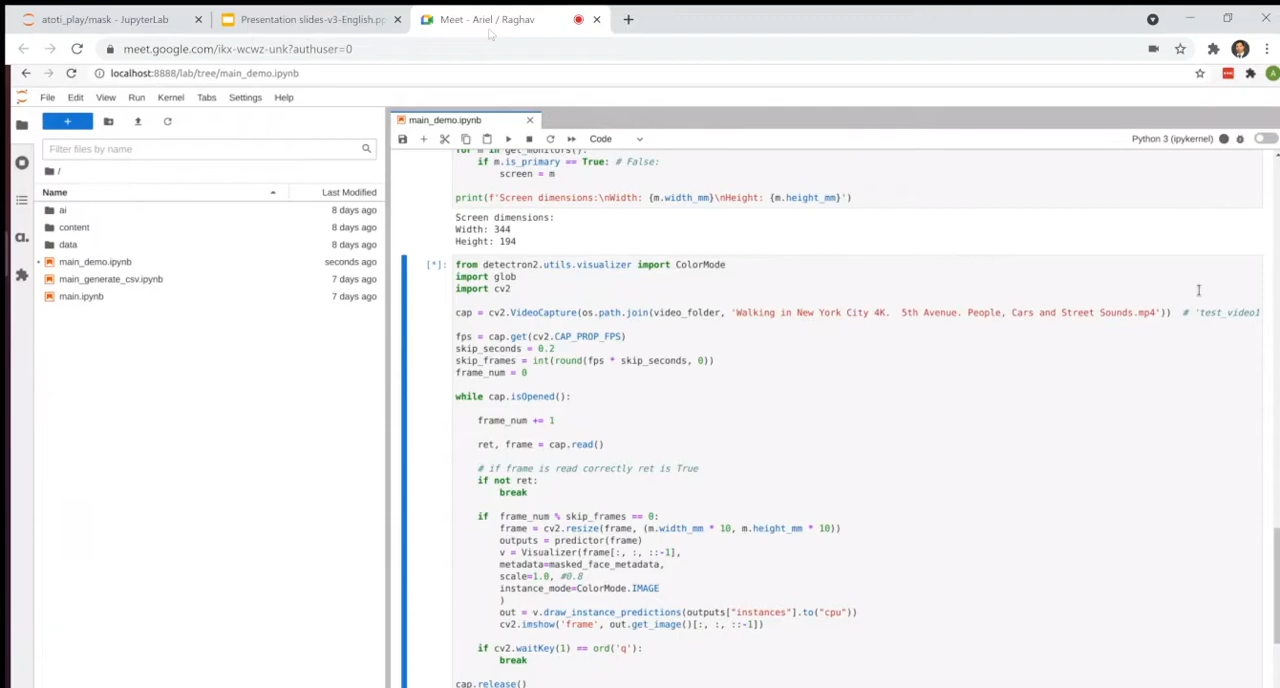 atoti_play/mask - JupyterLab
Presentation slides-v3-English.pp
Meet - Ariel / Raghav
meet.google.com/ikx-wcwz-unk?authuser=0
localhost:8888/lab/tree/main_demo.ipynb
File Edit View Run Kernel Tabs Settings Help
main_demo.ipynb
Filter files by name
Code
Python 3 (ipykernel)
/
Name Last Modified
ai 8 days ago
content 8 days ago
data 8 days ago
main_demo.ipynb seconds ago
main_generate_csv.ipynb 7 days ago
main.ipynb 7 days ago
for m in get_monitors():
if m.is_primary == True: # False:
screen = m
print(f'Screen dimensions:\nWidth: {m.width_mm}\nHeight: {m.height_mm}')
Screen dimensions:
Width: 344
Height: 194
[*]:
from detectron2.utils.visualizer import ColorMode
import glob
import cv2
cap = cv2.VideoCapture(os.path.join(video_folder, 'Walking in New York City 4K.  5th Avenue. People, Cars and Street Sounds.mp4'))  # 'test_video1
fps = cap.get(cv2.CAP_PROP_FPS)
skip_seconds = 0.2
skip_frames = int(round(fps * skip_seconds, 0))
frame_num = 0
while cap.isOpened():
frame_num += 1
ret, frame = cap.read()
# if frame is read correctly ret is True
if not ret:
break
if  frame_num % skip_frames == 0:
frame = cv2.resize(frame, (m.width_mm * 10, m.height_mm * 10))
outputs = predictor(frame)
v = Visualizer(frame[:, :, ::-1],
metadata=masked_face_metadata,
scale=1.0, #0.8
instance_mode=ColorMode.IMAGE
)
out = v.draw_instance_predictions(outputs["instances"].to("cpu"))
cv2.imshow('frame', out.get_image()[:, :, ::-1])
if cv2.waitKey(1) == ord('q'):
break
cap.release()